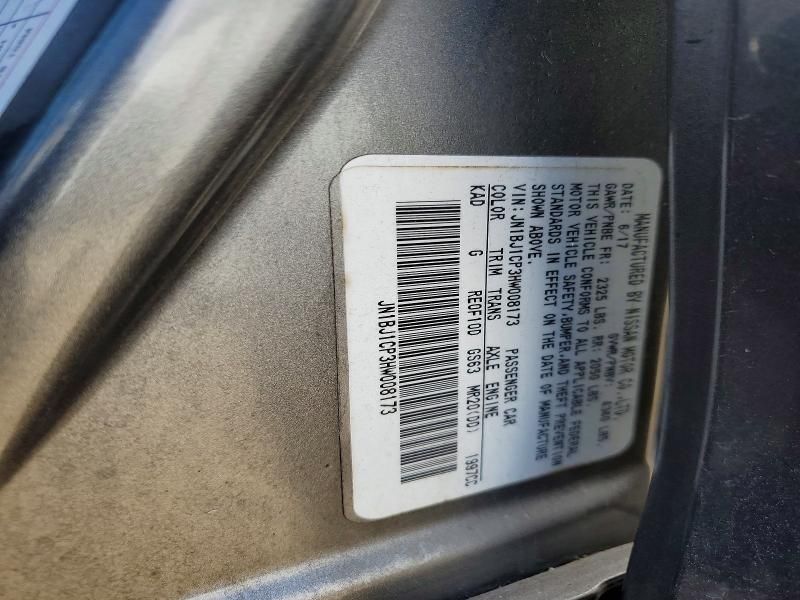 MANUFACTURED BY NISSAN MOTOR CO.,LTD.
DATE: 6/17 GVWR/PNBV: LBS.
GAWR/PNBE FR: 2325 LBS. RR: 2090 LBS.
THIS VEHICLE CONFORMS TO ALL APPLICABLE FEDERAL
MOTOR VEHICLE SAFETY,BUMPER,AND THEFT PREVENTION
STANDARDS IN EFFECT ON THE DATE OF MANUFACTURE
SHOWN ABOVE.
VIN:JN1BJ1CP3HW008173 PASSENGER CAR
COLOR TRIM TRANS AXLE ENGINE
KAD G RE0F10D GS63 MR20(DD) 1997CC
JN1BJ1CP3HW008173